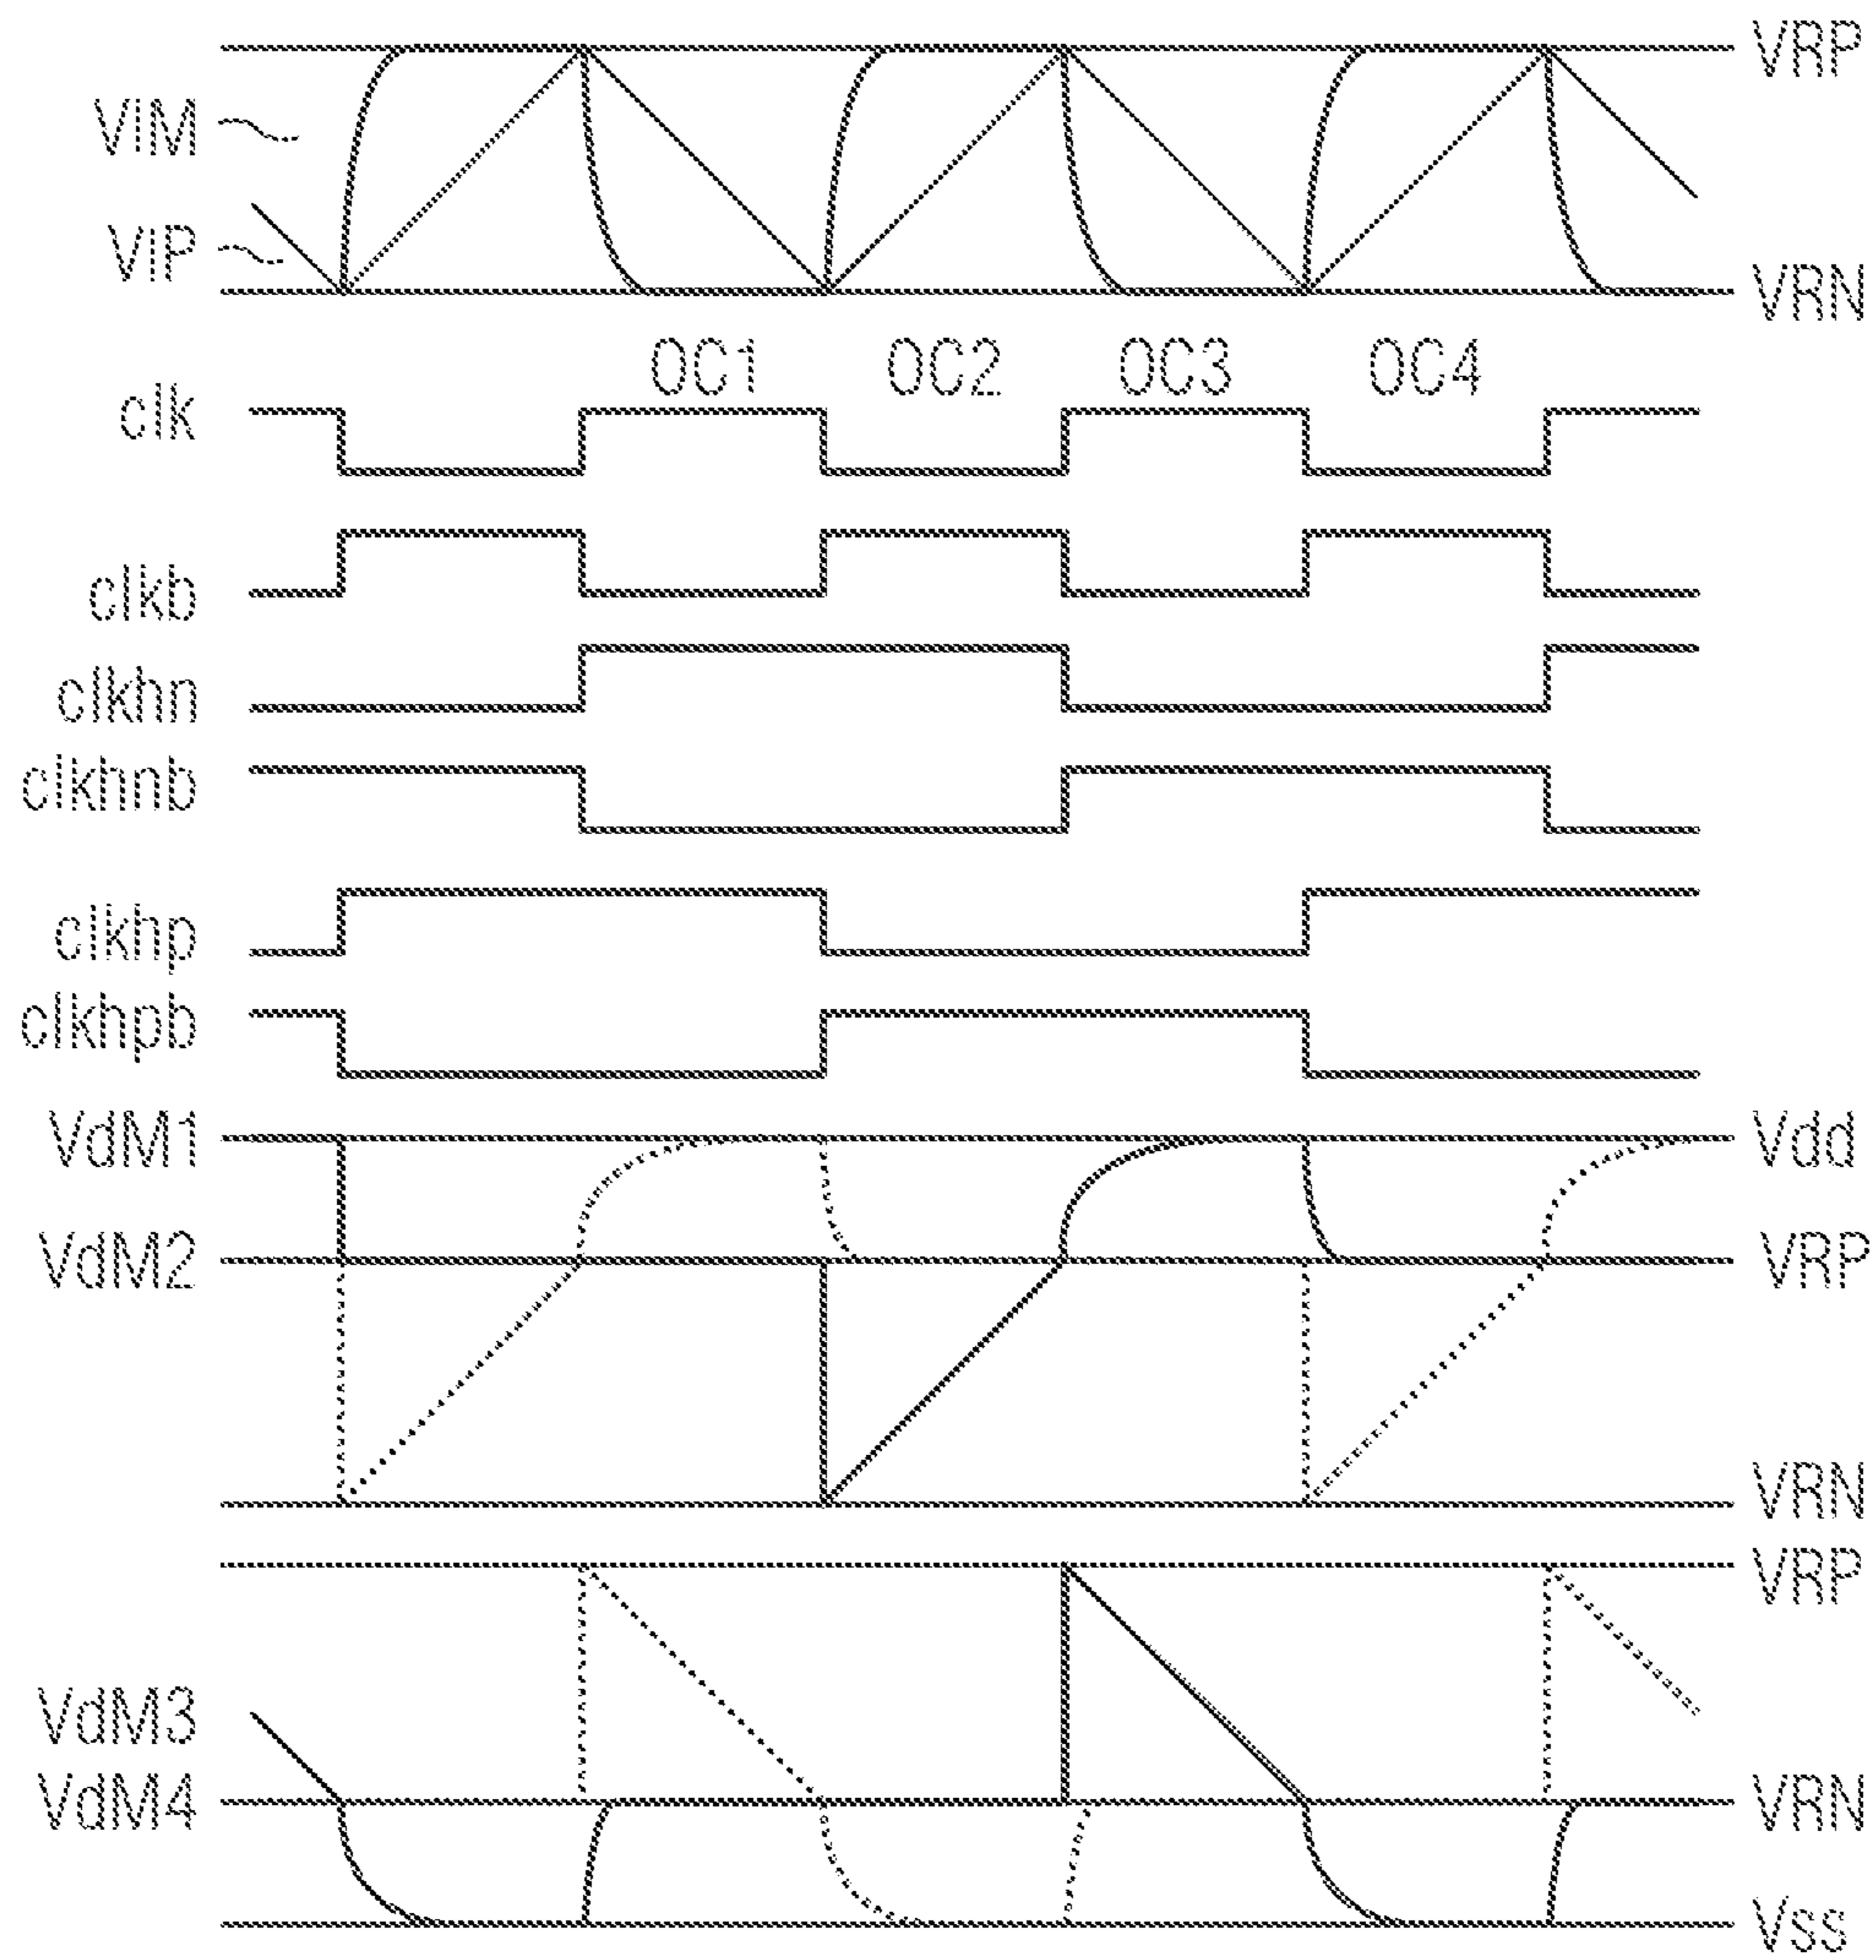 VRP
ViM
ViP
VRN
OC1 OC2 OC3 OC4
clk
clkb
clkhn
clkhnb
clkhp
clkhpb
VdM1 Vdd
VdM2 VRP
VRN
VRP
VdM3
VdM4 VRN
Vss